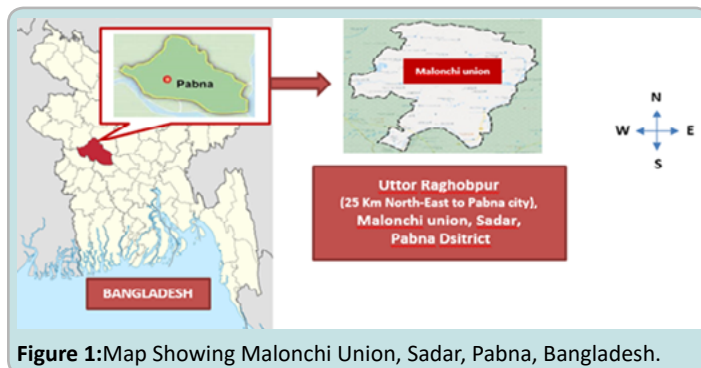 Pabna
Malonchi union
N
W E
S
Uttor Raghobpur
(25 Km North-East to Pabna city),
Malonchi union, Sadar,
Pabna Dsitrict
BANGLADESH
Figure 1:Map Showing Malonchi Union, Sadar, Pabna, Bangladesh.